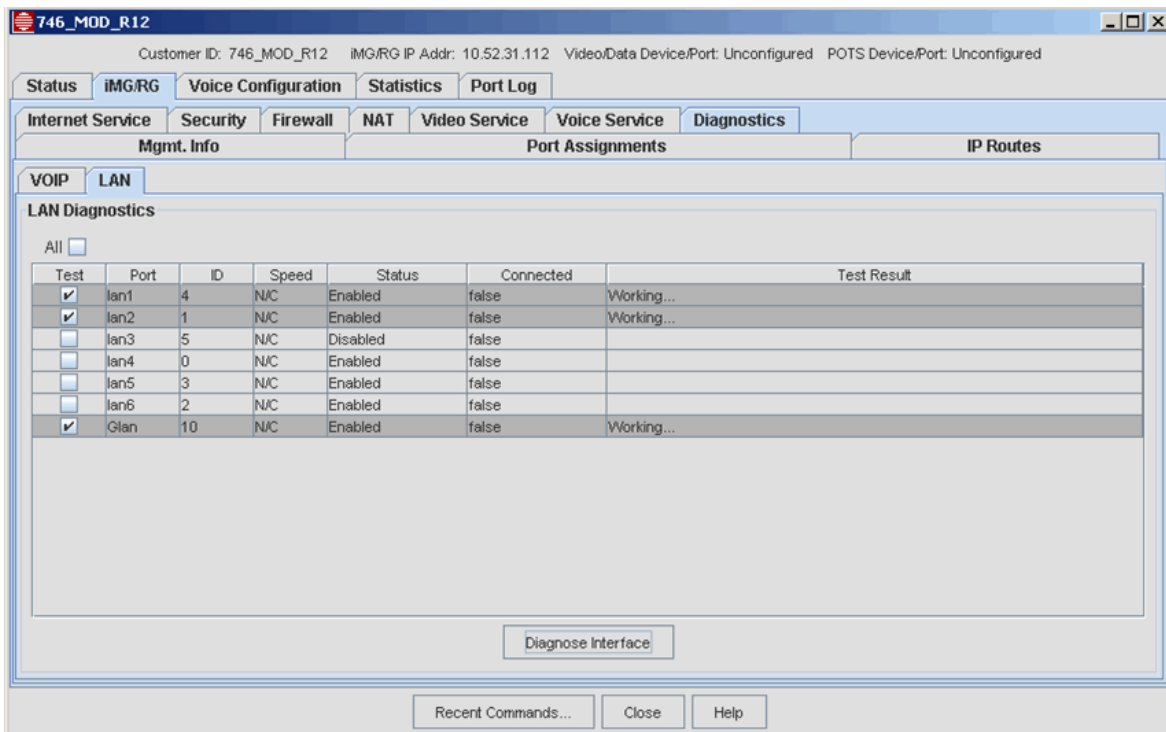 746_MOD_R12
Customer ID: 746_MOD_R12 iMG/RG IP Addr: 10.52.31.112 Video/Data Device/Port: Unconfigured POTS Device/Port: Unconfigured
Status iMG/RG Voice Configuration Statistics Port Log
Internet Service Security Firewall NAT Video Service Voice Service Diagnostics
Mgmt. Info Port Assignments IP Routes
VOIP LAN
LAN Diagnostics
All
Test Port ID Speed Status Connected Test Result
lan1 4 N/C Enabled false Working...
lan2 1 N/C Enabled false Working...
lan3 5 N/C Disabled false
lan4 0 N/C Enabled false
lan5 3 N/C Enabled false
lan6 2 N/C Enabled false
Glan 10 N/C Enabled false Working...
Diagnose Interface
Recent Commands... Close Help